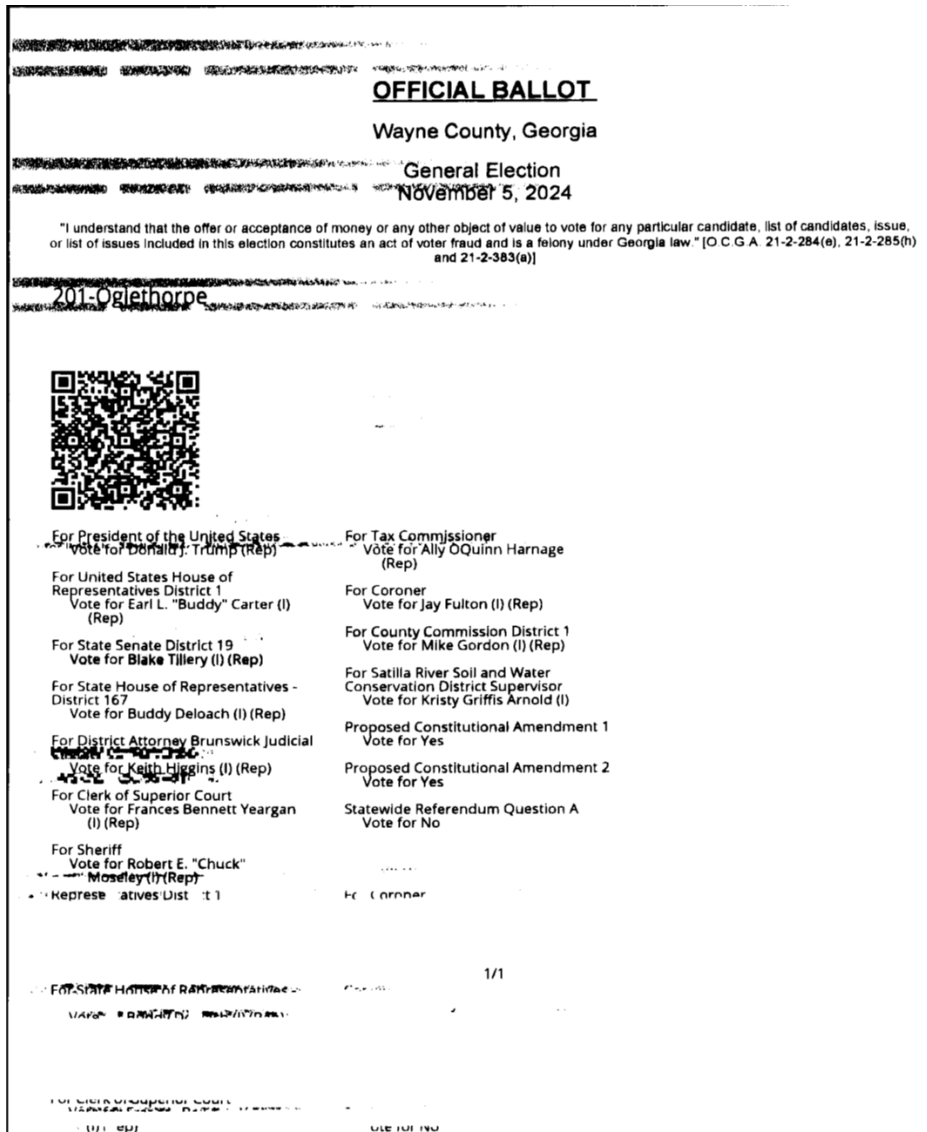 OFFICIAL BALLOT
Wayne County, Georgia
General Election
November 5, 2024
"I understand that the offer or acceptance of money or any other object of value to vote for any particular candidate, list of candidates, issue,
or list of issues included in this election constitutes an act of voter fraud and is a felony under Georgia law." [O.C.G.A. 21-2-284(e), 21-2-285(h)
and 21-2-383(a)]
201-Oglethorpe
For President of the United States
Vote for Donald J. Trump (Rep)
For United States House of
Representatives District 1
Vote for Earl L. "Buddy" Carter (I)
(Rep)
For State Senate District 19
Vote for Blake Tillery (I) (Rep)
For State House of Representatives -
District 167
Vote for Buddy Deloach (I) (Rep)
For District Attorney Brunswick Judicial
Vote for Keith Higgins (I) (Rep)
For Clerk of Superior Court
Vote for Frances Bennett Yeargan
(I) (Rep)
For Sheriff
Vote for Robert E. "Chuck"
Moseley (I) (Rep)
For Tax Commissioner
Vote for Ally OQuinn Harnage
(Rep)
For Coroner
Vote for Jay Fulton (I) (Rep)
For County Commission District 1
Vote for Mike Gordon (I) (Rep)
For Satilla River Soil and Water
Conservation District Supervisor
Vote for Kristy Griffis Arnold (I)
Proposed Constitutional Amendment 1
Vote for Yes
Proposed Constitutional Amendment 2
Vote for Yes
Statewide Referendum Question A
Vote for No
1/1
For State House of Representatives -